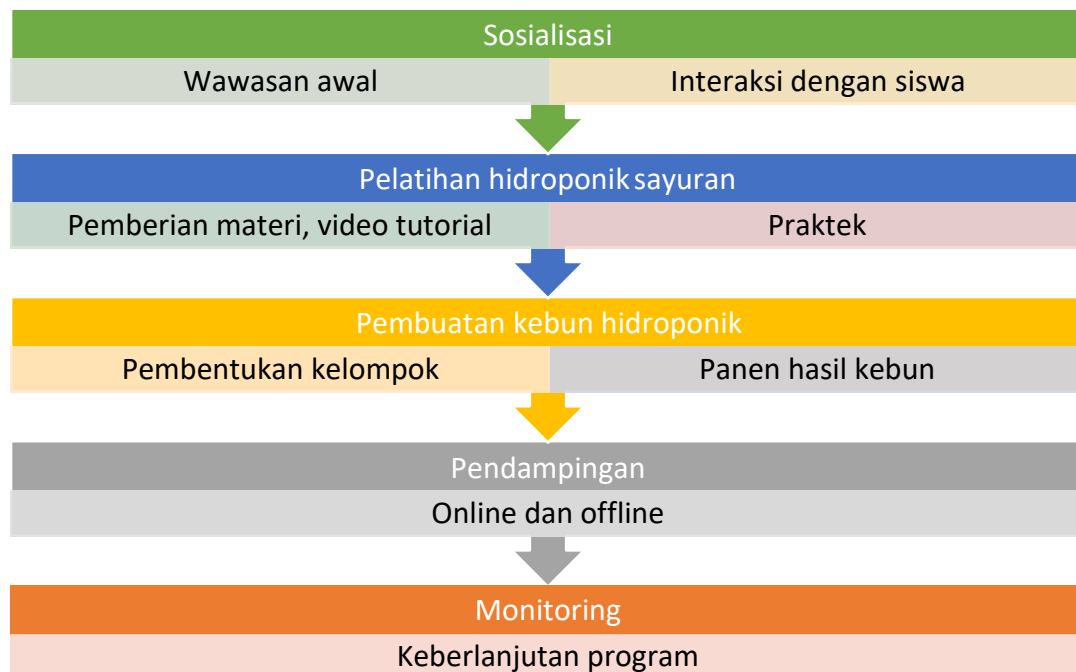 Sosialisasi
Wawasan awal
Interaksi dengan siswa
Pelatihan hidroponik sayuran
Pemberian materi, video tutorial
Praktek
Pembuatan kebun hidroponik
Pembentukan kelompok
Panen hasil kebun
Pendampingan
Online dan offline
Monitoring
Keberlanjutan program